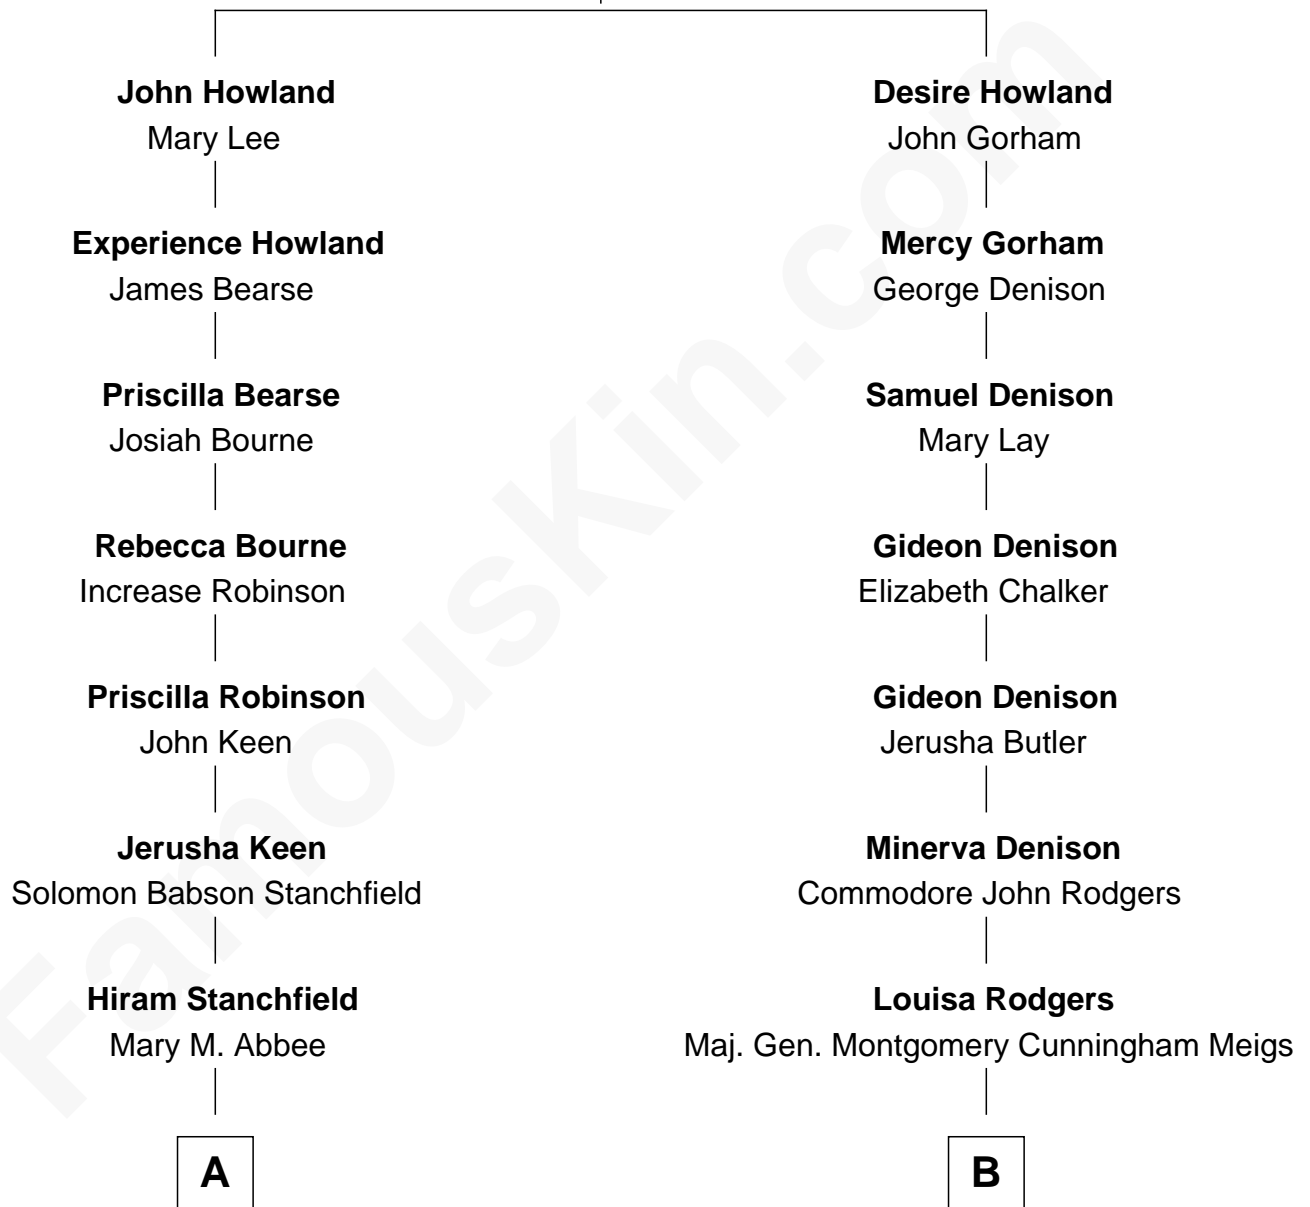 John Howland
Mary Lee
Experience Howland
James Bearse
Priscilla Bearse
Josiah Bourne
Rebecca Bourne
Increase Robinson
Priscilla Robinson
John Keen
Jerusha Keen
Solomon Babson Stanchfield
Hiram Stanchfield
Mary M. Abbee
A
Desire Howland
John Gorham
Mercy Gorham
George Denison
Samuel Denison
Mary Lay
Gideon Denison
Elizabeth Chalker
Gideon Denison
Jerusha Butler
Minerva Denison
Commodore John Rodgers
Louisa Rodgers
Maj. Gen. Montgomery Cunningham Meigs
B
FamousKin.com